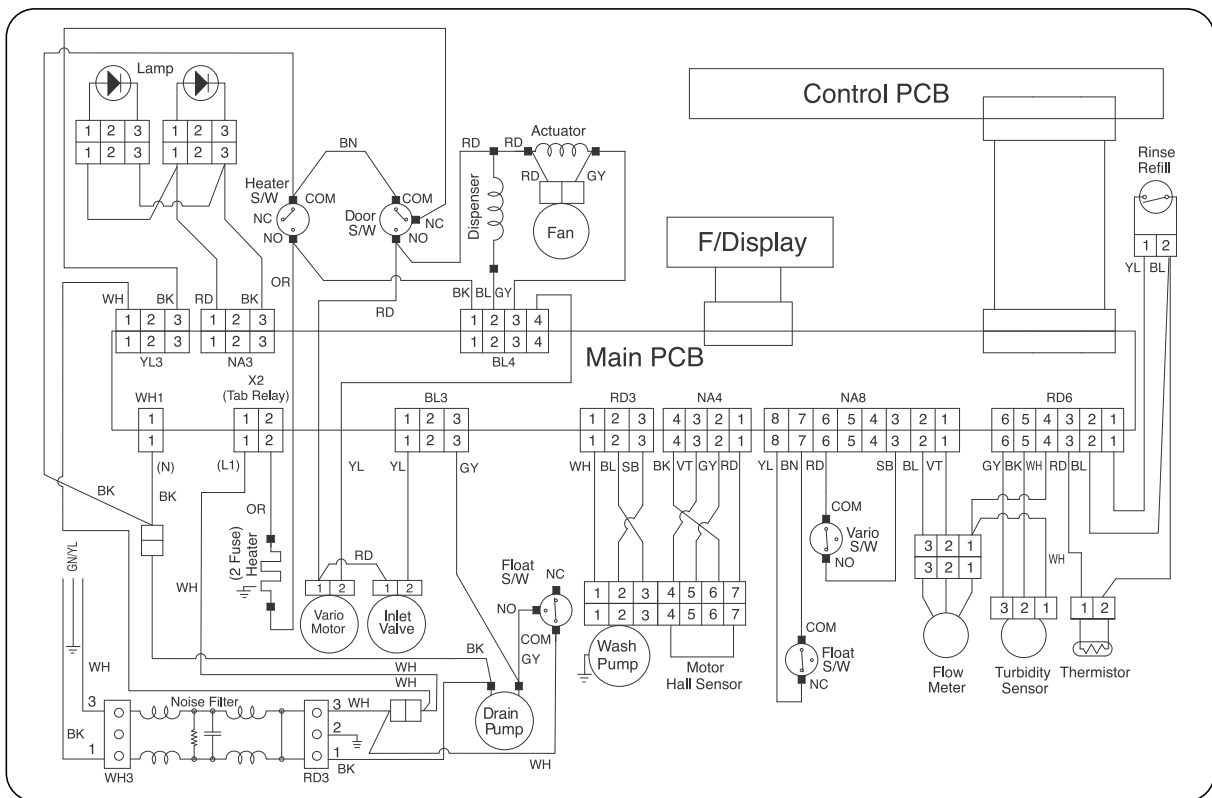 Lamp
1 2 3 1 2 3
1 2 3 1 2 3
Control PCB
BN
RD RD Actuator
RD GY
Fan
Dispenser
Heater S/W
COM
NC
NO
Door S/W
COM
NC
NO
Rinse Refill
1 2
YL BL
F/Display
OR
RD
WH BK RD BK
1 2 3 1 2 3
1 2 3 1 2 3
YL3 NA3
BK BL GY
1 2 3 4
1 2 3 4
BL4
Main PCB
WH1
1
1
(N)
X2
(Tab Relay)
1 2
1 2
(L1)
BL3
1 2 3
1 2 3
RD3
1 2 3
1 2 3
NA4
4 3 2 1
4 3 2 1
NA8
8 7 6 5 4 3 2 1
8 7 6 5 4 3 2 1
RD6
6 5 4 3 2 1
6 5 4 3 2 1
BK BK
OR
YL YL GY
WH BL SB BK VT GY RD
YL BN RD SB BL VT
GY BK WH RD BL
GN/YL
WH
(2 Fuse)
Heater
RD
1 2
Vario Motor
1 2
Inlet Valve
Float S/W
NC
NO
COM
GY
1 2 3 4 5 6 7
1 2 3 4 5 6 7
Wash Pump
Motor Hall Sensor
COM
Vario S/W
NO
COM
Float S/W
NC
3 2 1
3 2 1
Flow Meter
WH
3 2 1
Turbidity Sensor
1 2
Thermistor
WH
BK
WH
WH
BK
Drain Pump
3
1
WH3
Noise Filter
3
2
1
RD3
WH
BK
WH